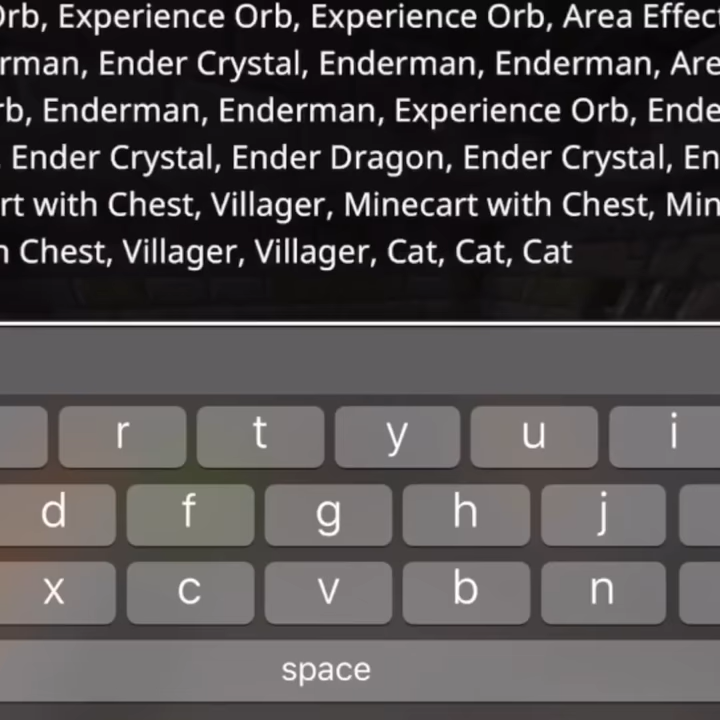 Orb, Experience Orb, Experience Orb, Area Effect
rman, Ender Crystal, Enderman, Enderman, Are
rb, Enderman, Enderman, Experience Orb, Ende
, Ender Crystal, Ender Dragon, Ender Crystal, En
rt with Chest, Villager, Minecart with Chest, Min
h Chest, Villager, Villager, Cat, Cat, Cat
r t y u i
d f g h j
x c v b n
space